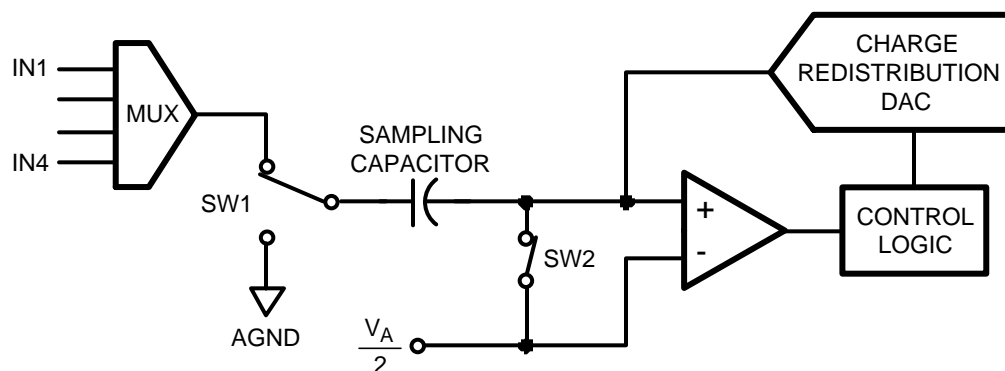 CHARGE
REDISTRIBUTION
DAC
IN1
MUX
IN4
SAMPLING
CAPACITOR
SW1
+
-
CONTROL
LOGIC
SW2
AGND
V_A
2